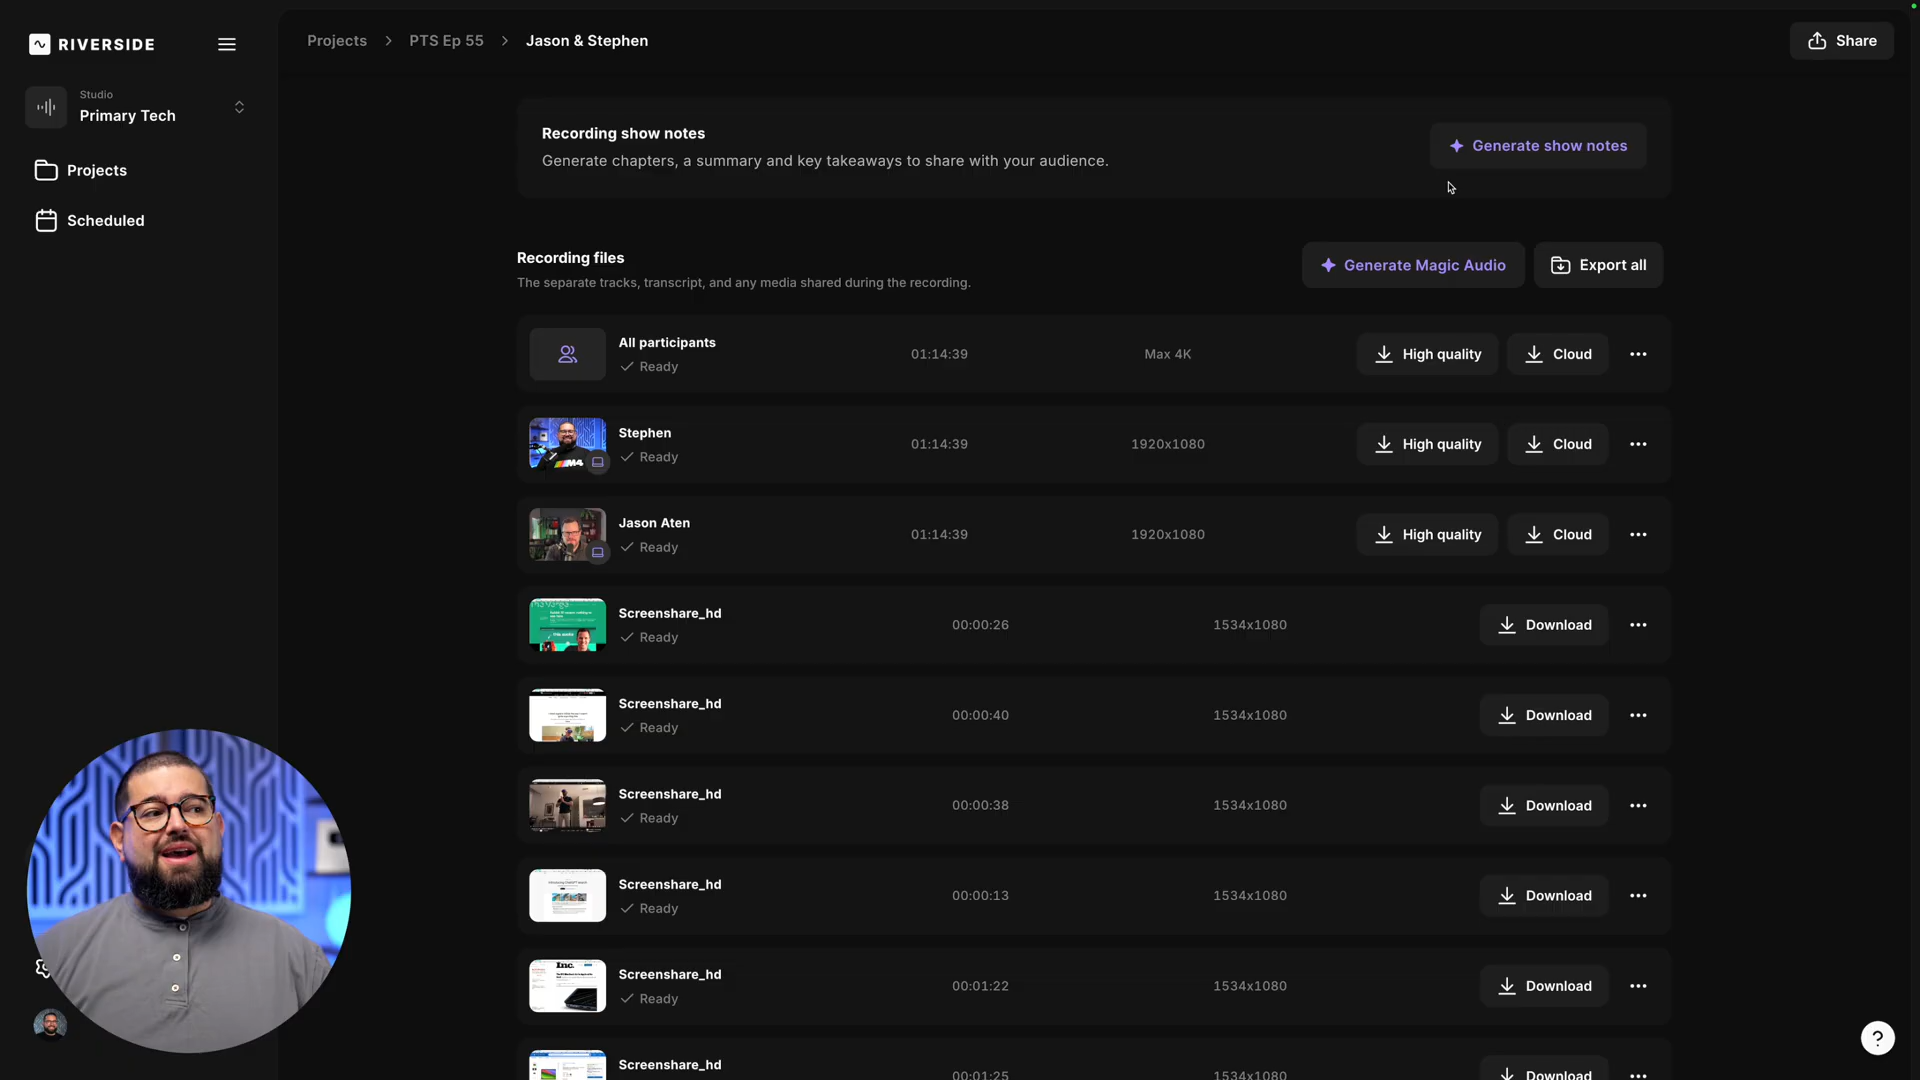 RIVERSIDE
Projects > PTS Ep 55 > Jason & Stephen
Share
Studio
Primary Tech
Projects
Scheduled
Recording show notes
Generate chapters, a summary and key takeaways to share with your audience.
Generate show notes
Recording files
The separate tracks, transcript, and any media shared during the recording.
Generate Magic Audio
Export all
All participants
Ready
01:14:39
Max 4K
High quality
Cloud
Stephen
Ready
01:14:39
1920x1080
High quality
Cloud
Jason Aten
Ready
01:14:39
1920x1080
High quality
Cloud
Screenshare_hd
Ready
00:00:26
1534x1080
Download
Screenshare_hd
Ready
00:00:40
1534x1080
Download
Screenshare_hd
Ready
00:00:38
1534x1080
Download
Screenshare_hd
Ready
00:00:13
1534x1080
Download
Inc.
Screenshare_hd
Ready
00:01:22
1534x1080
Download
Screenshare_hd
00:01:25
1534x1080
Download
?